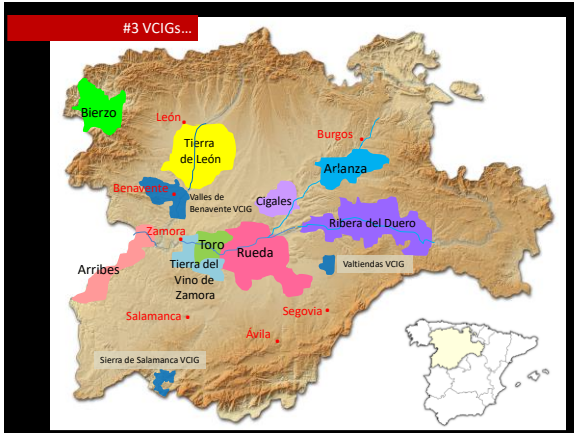 #3 VCIGs...
Bierzo
León
Tierra
de León
Burgos
Arlanza
Benavente
Valles de
Benavente VCIG
Cigales
Ribera del Duero
Zamora
Toro
Rueda
Tierra del
Vino de
Zamora
Arribes
Valtiendas VCIG
Salamanca
Segovia
Ávila
Sierra de Salamanca VCIG